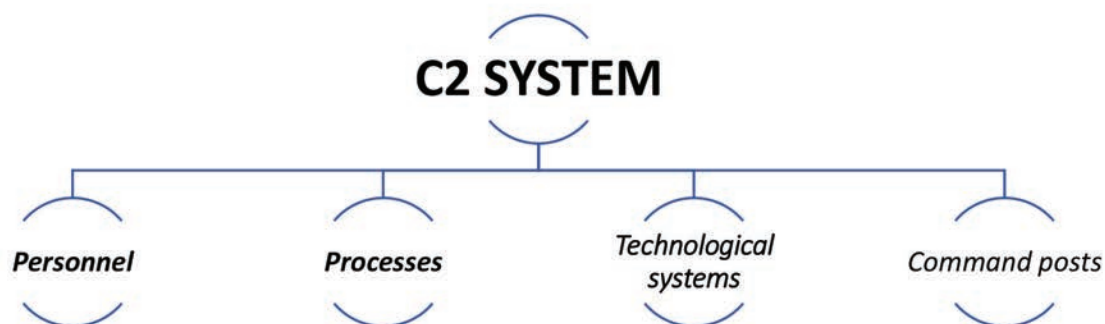 C2 SYSTEM
Personnel
Processes
Technological
systems
Command posts